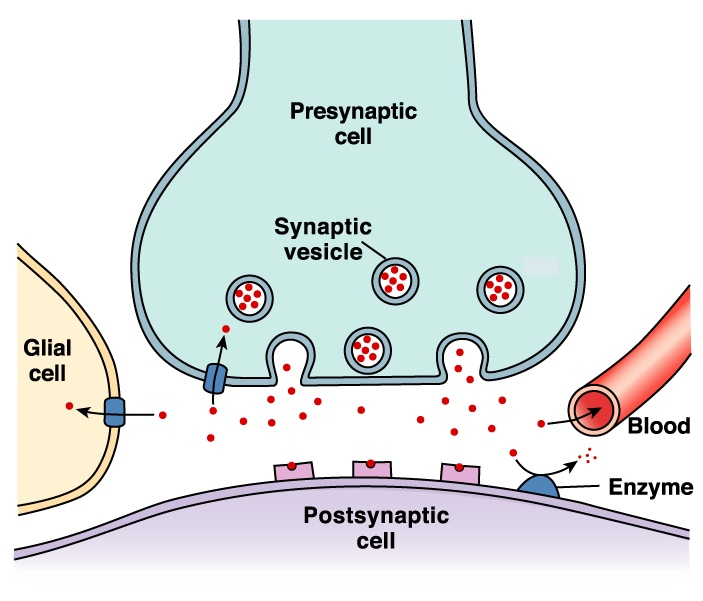 Presynaptic
cell
Synaptic
vesicle
Glial
cell
Blood
Enzyme
Postsynaptic
cell